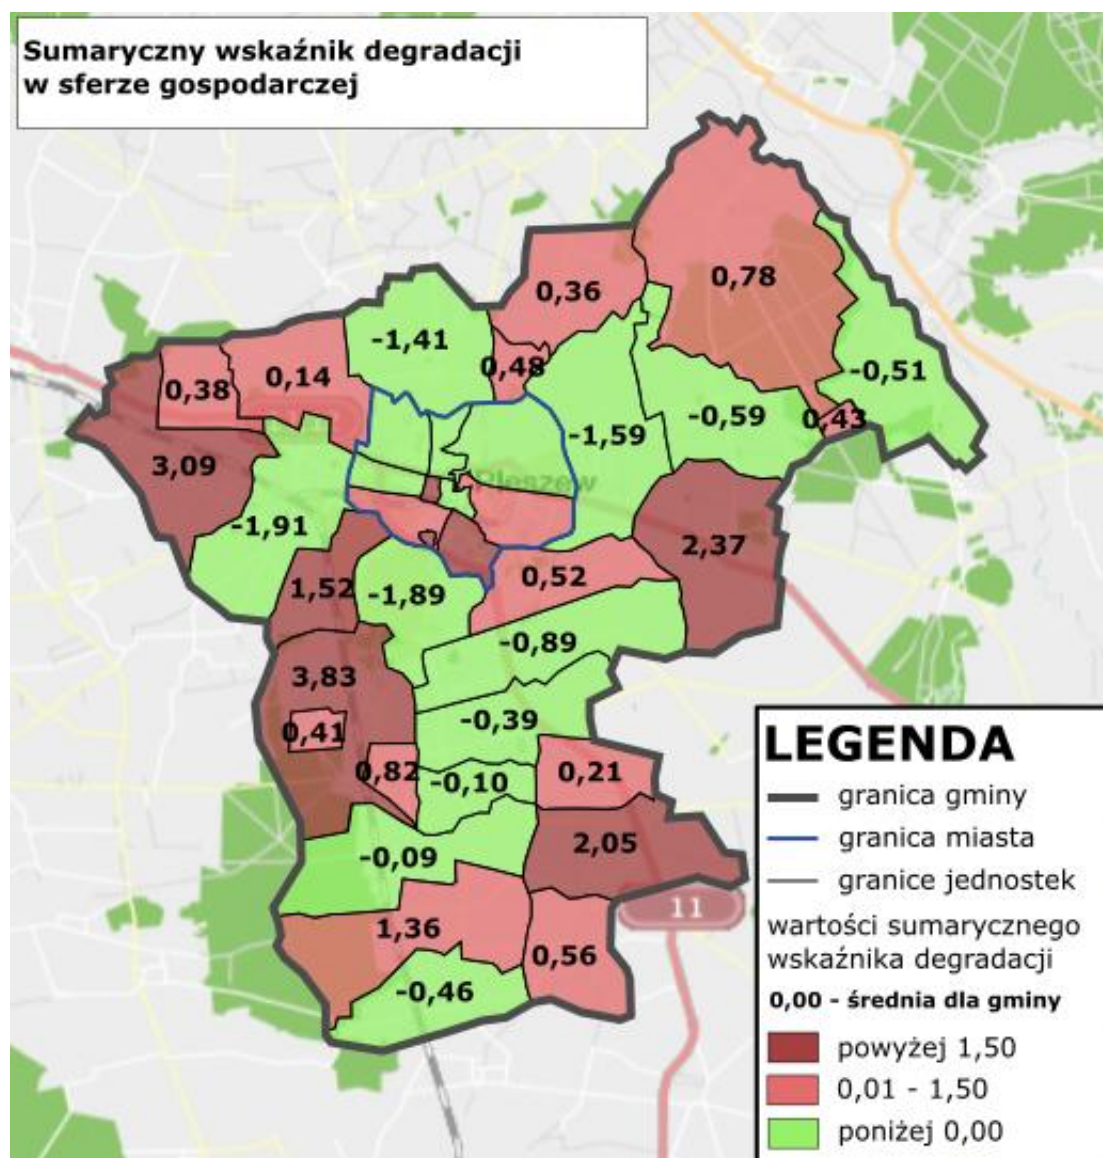 Sumaryczny wskaźnik degradacji
w sferze gospodarczej
0,36
0,78
-1,41
0,48
-0,51
0,38
0,14
-0,59
0,43
-1,59
3,09
Pleszew
-1,91
2,37
1,52
-1,89
0,52
-0,89
3,83
-0,39
0,41
0,82
-0,10
0,21
-0,09
2,05
11
1,36
0,56
-0,46
LEGENDA
granica gminy
granica miasta
granice jednostek
wartości sumarycznego
wskaźnika degradacji
0,00 - średnia dla gminy
powyżej 1,50
0,01 - 1,50
poniżej 0,00